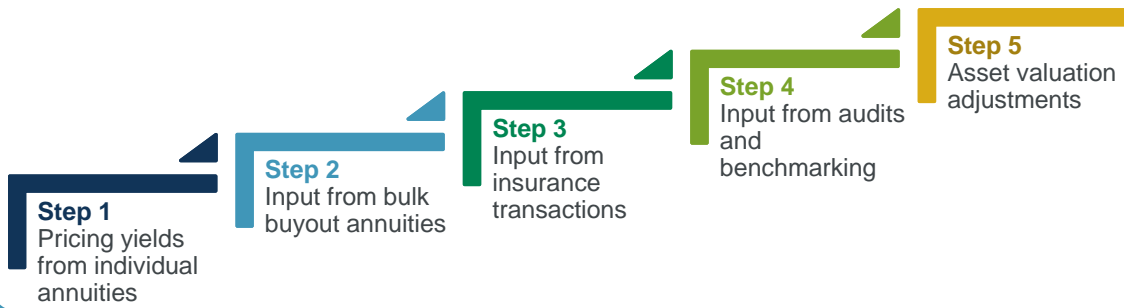 Step 1
Pricing yields
from individual
annuities
Step 2
Input from bulk
buyout annuities
Step 3
Input from
insurance
transactions
Step 4
Input from audits
and
benchmarking
Step 5
Asset valuation
adjustments